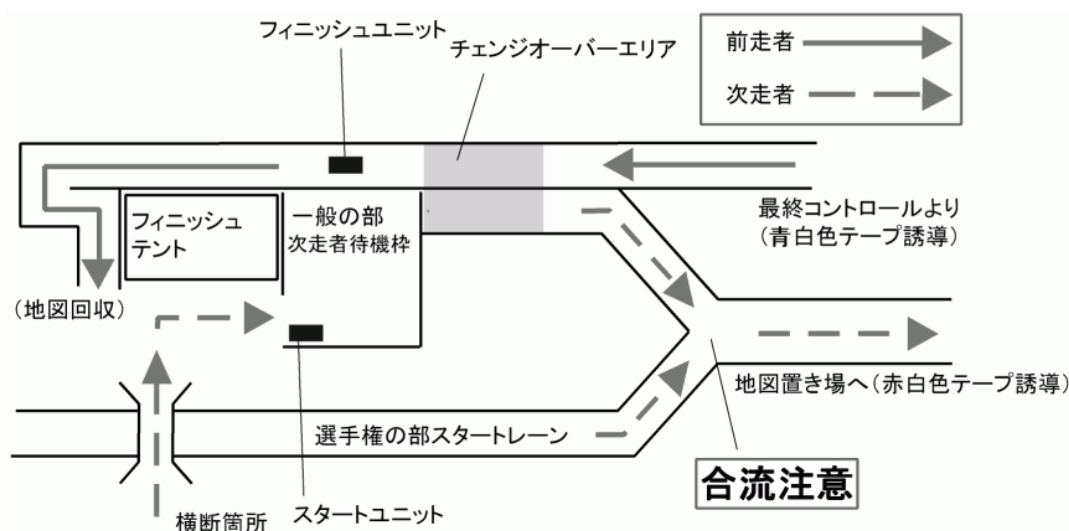 フィニッシュユニット
チェンジオーバーエリア
前走者
次走者
フィニッシュ
テント
一般の部
次走者待機枠
最終コントロールより
(青白色テープ誘導)
(地図回収)
地図置き場へ(赤白色テープ誘導)
選手権の部スタートレーン
合流注意
横断箇所
スタートユニット